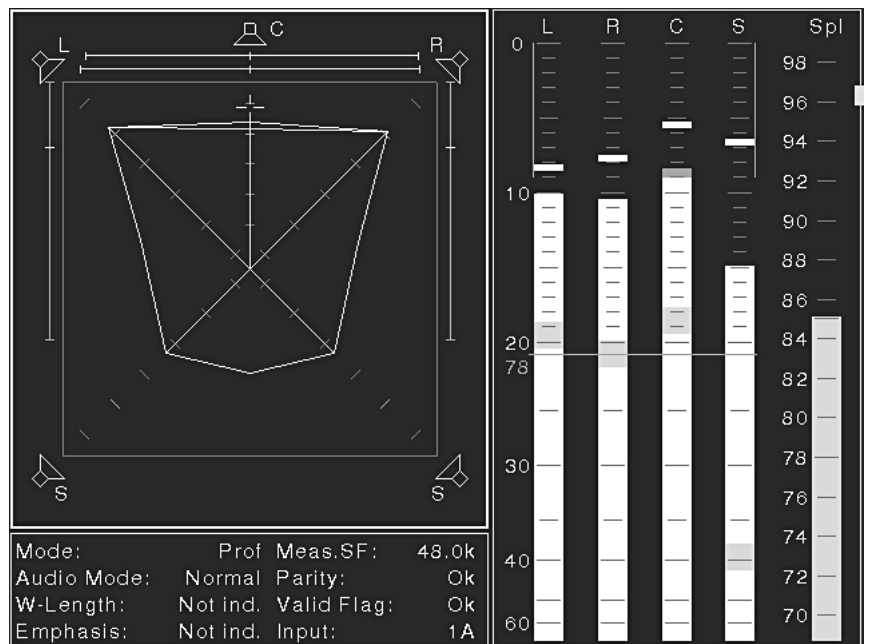 C
L R
S S
Mode: Prof Meas.SF: 48.0k
Audio Mode: Normal Parity: Ok
W-Length: Not ind. Valid Flag: Ok
Emphasis: Not ind. Input: 1A
L R C S Spl
0
10
20
78
30
40
60
98
96
94
92
90
88
86
84
82
80
78
76
74
72
70